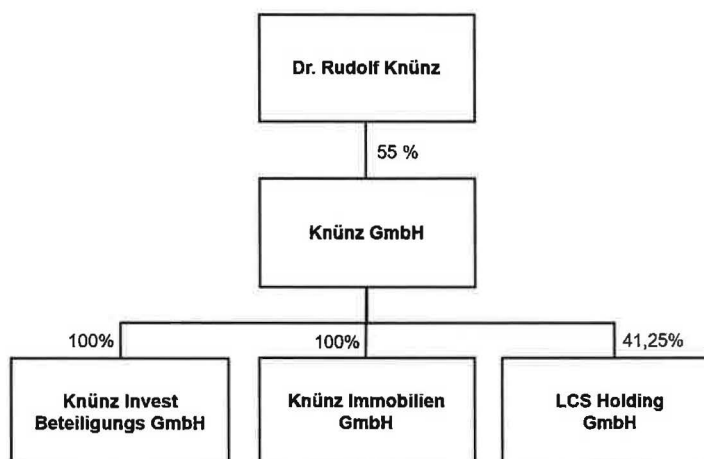 Dr. Rudolf Knünz
55 %
Knünz GmbH
100%
100%
41,25%
Knünz Invest
Beteiligungs GmbH
Knünz Immobilien
GmbH
LCS Holding
GmbH